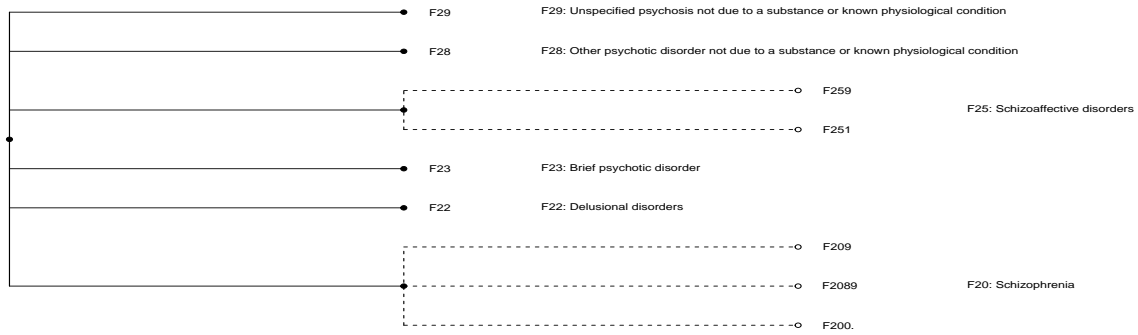 F29 F29: Unspecified psychosis not due to a substance or known physiological condition
F28 F28: Other psychotic disorder not due to a substance or known physiological condition
F259
F25: Schizoaffective disorders
F251
F23 F23: Brief psychotic disorder
F22 F22: Delusional disorders
F209
F2089 F20: Schizophrenia
F200.